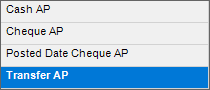 Cash AP
Cheque AP
Posted Date Cheque AP
Transfer AP